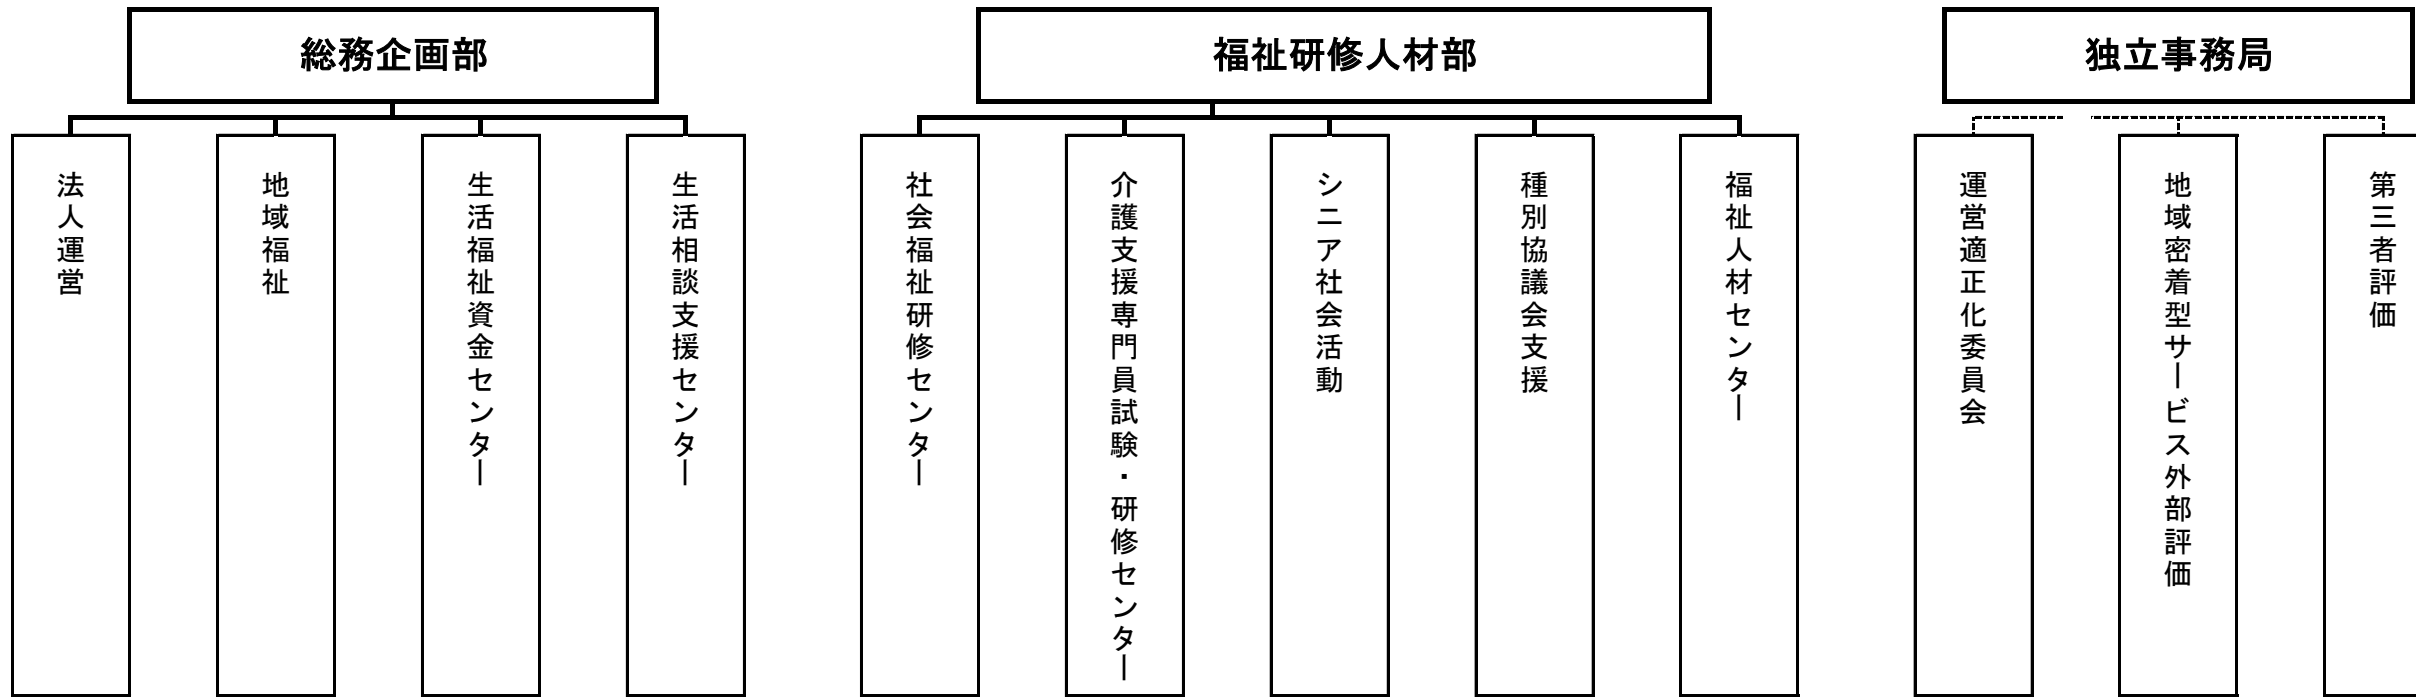 総務企画部
福祉研修人材部
独立事務局
法人運営
地域福祉
生活福祉資金センター
生活相談支援センター
社会福祉研修センター
介護支援専門員試験・研修センター
シニア社会活動
種別協議会支援
福祉人材センター
運営適正化委員会
地域密着型サービス外部評価
第三者評価